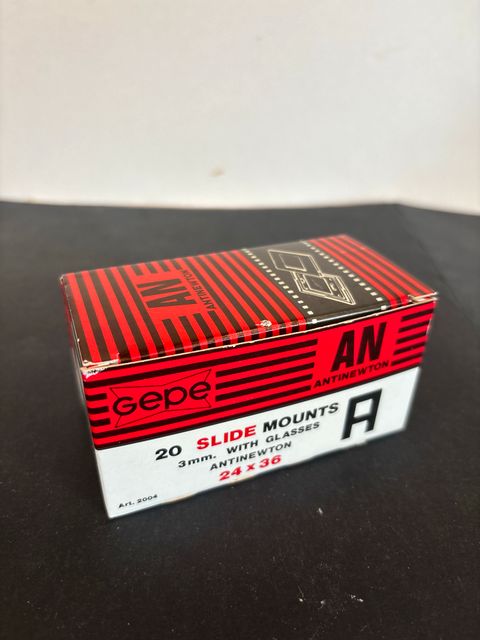 AN
ANTINEWTON
Gepe
AN
ANTINEWTON
20 SLIDE MOUNTS
3mm. WITH GLASSES
ANTINEWTON
24 x 36
A
Art. 2004